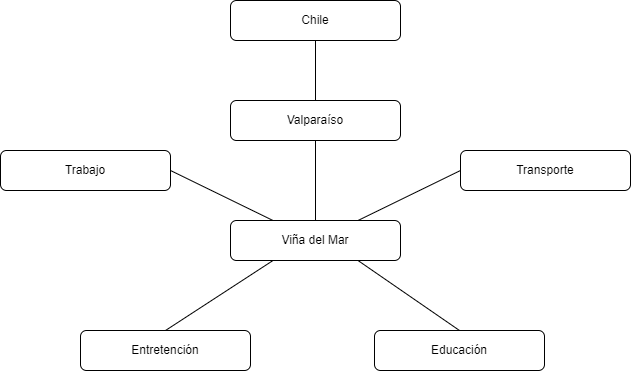 Chile
Valparaíso
Trabajo
Transporte
Viña del Mar
Entretención
Educación